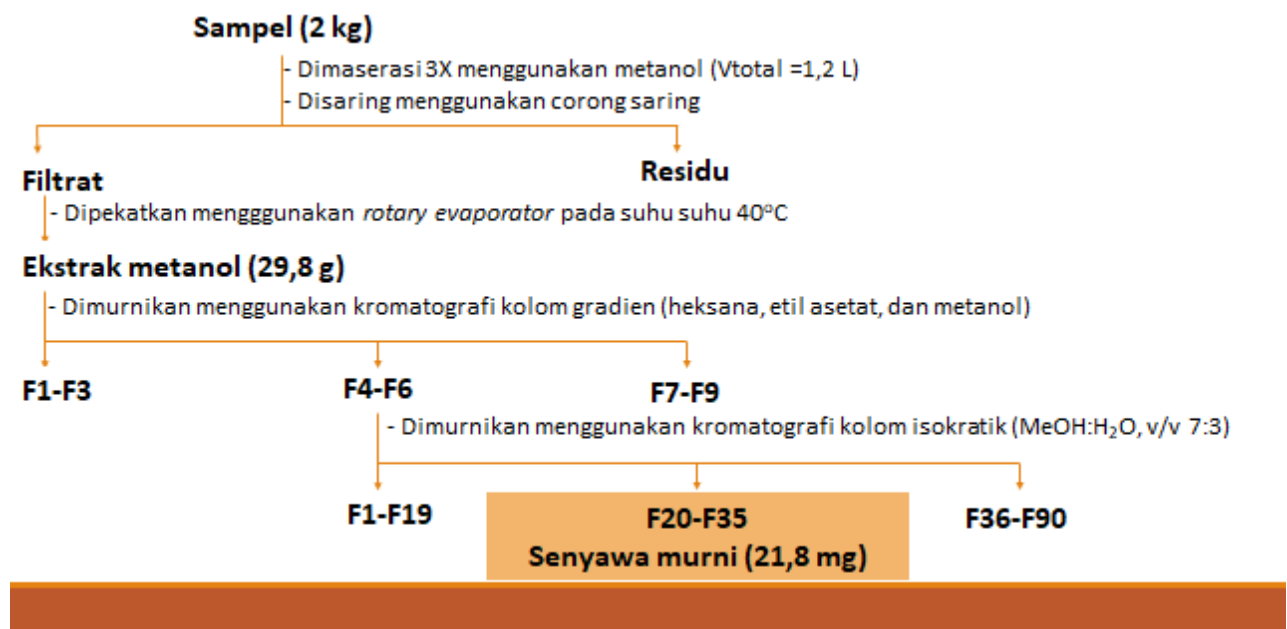 Sampel (2 kg)
- Dimaserasi 3X menggunakan metanol (Vtotal =1,2 L)
- Disaring menggunakan corong saring
Filtrat
Residu
- Dipekatkan mengggunakan rotary evaporator pada suhu suhu 40°C
Ekstrak metanol (29,8 g)
- Dimurnikan menggunakan kromatografi kolom gradien (heksana, etil asetat, dan metanol)
F1-F3
F4-F6
F7-F9
- Dimurnikan menggunakan kromatografi kolom isokratik (MeOH:H₂O, v/v 7:3)
F1-F19
F20-F35
Senyawa murni (21,8 mg)
F36-F90